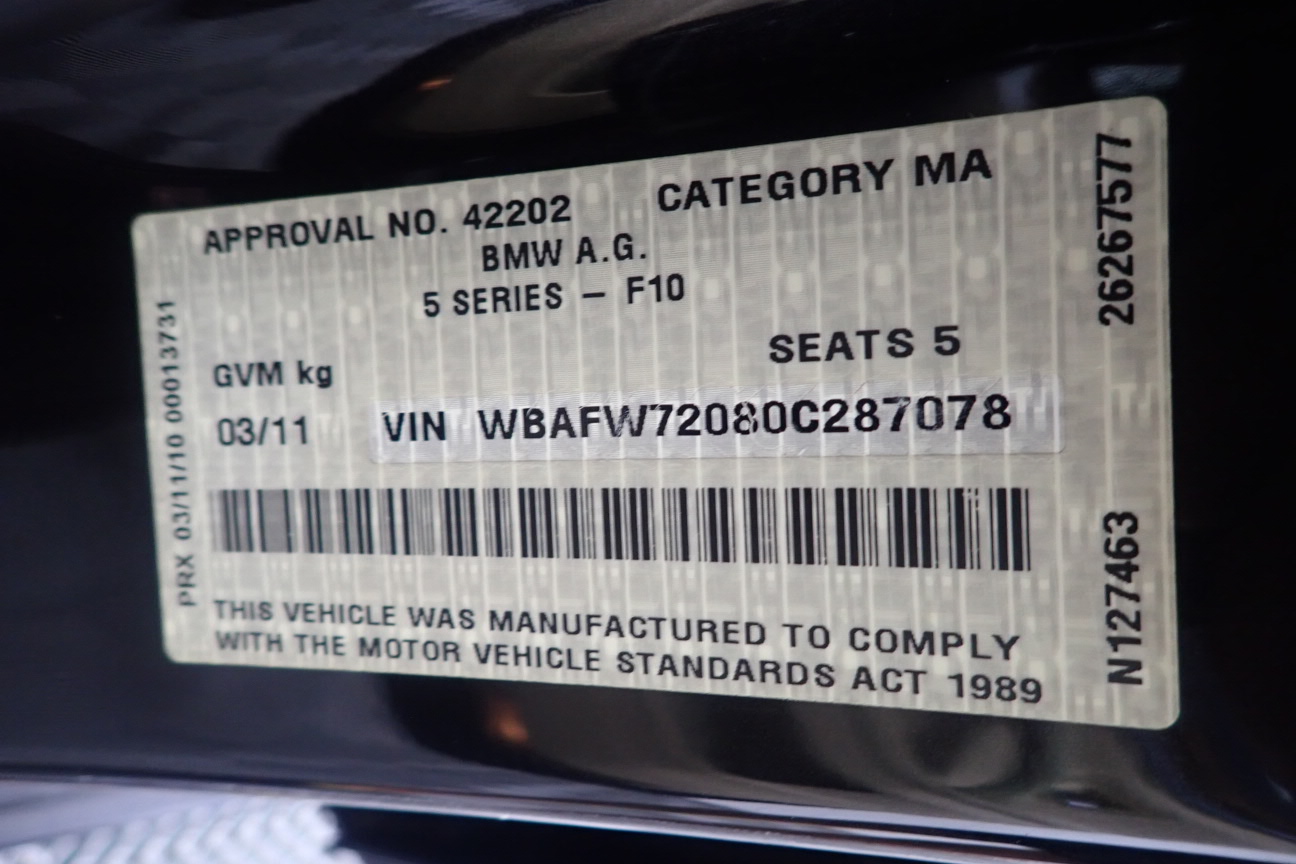 APPROVAL NO. 42202 CATEGORY MA
BMW A.G.
5 SERIES – F10
SEATS 5
GVM kg
03/11 VIN WBAFW72080C287078
THIS VEHICLE WAS MANUFACTURED TO COMPLY
WITH THE MOTOR VEHICLE STANDARDS ACT 1989
PRX 03/11/10 00013731
26267577
N127463